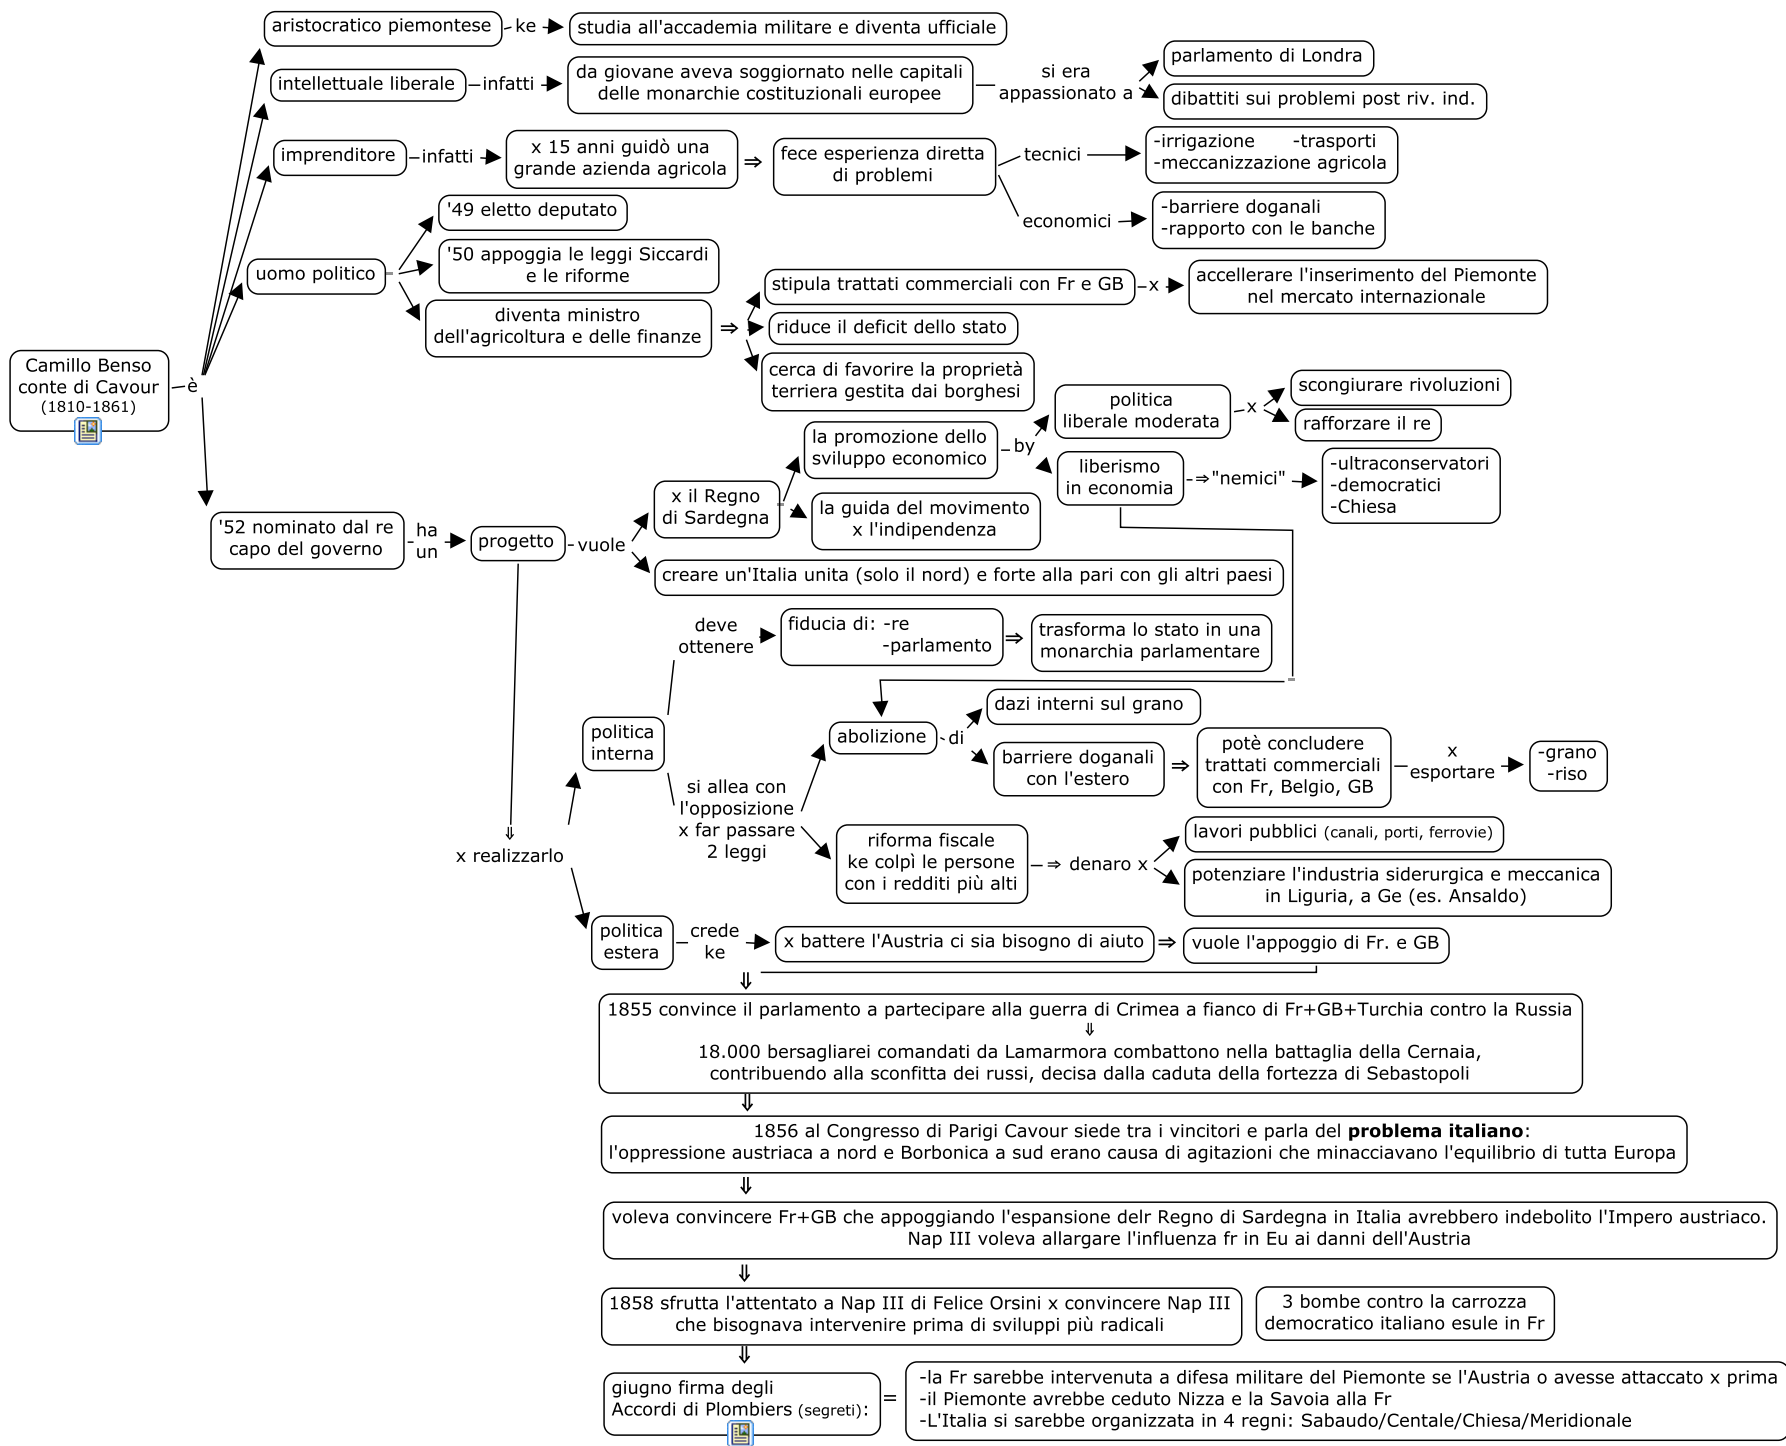 aristocratico piemontese
ke
studia all'accademia militare e diventa ufficiale
intellettuale liberale
infatti
da giovane aveva soggiornato nelle capitali
delle monarchie costituzionali europee
si era
appassionato a
parlamento di Londra
dibattiti sui problemi post riv. ind.
imprenditore
infatti
x 15 anni guidò una
grande azienda agricola
⇒
fece esperienza diretta
di problemi
tecnici
-irrigazione -trasporti
-meccanizzazione agricola
economici
-barriere doganali
-rapporto con le banche
uomo politico
'49 eletto deputato
'50 appoggia le leggi Siccardi
e le riforme
diventa ministro
dell'agricoltura e delle finanze
⇒
stipula trattati commerciali con Fr e GB
x
accellerare l'inserimento del Piemonte
nel mercato internazionale
riduce il deficit dello stato
cerca di favorire la proprietà
terriera gestita dai borghesi
Camillo Benso
conte di Cavour
(1810-1861)
è
'52 nominato dal re
capo del governo
ha
un
progetto
vuole
x il Regno
di Sardegna
la promozione dello
sviluppo economico
by
politica
liberale moderata
x
scongiurare rivoluzioni
rafforzare il re
liberismo
in economia
⇒"nemici"
-ultraconservatori
-democratici
-Chiesa
la guida del movimento
x l'indipendenza
creare un'Italia unita (solo il nord) e forte alla pari con gli altri paesi
⇓
x realizzarlo
politica
interna
deve
ottenere
fiducia di: -re
-parlamento
⇒
trasforma lo stato in una
monarchia parlamentare
si allea con
l'opposizione
x far passare
2 leggi
abolizione
di
dazi interni sul grano
barriere doganali
con l'estero
⇒
potè concludere
trattati commerciali
con Fr, Belgio, GB
x
esportare
-grano
-riso
riforma fiscale
ke colpì le persone
con i redditi più alti
⇒ denaro x
lavori pubblici (canali, porti, ferrovie)
potenziare l'industria siderurgica e meccanica
in Liguria, a Ge (es. Ansaldo)
politica
estera
crede
ke
x battere l'Austria ci sia bisogno di aiuto
⇒
vuole l'appoggio di Fr. e GB
⇓
1855 convince il parlamento a partecipare alla guerra di Crimea a fianco di Fr+GB+Turchia contro la Russia
⇓
18.000 bersagliarei comandati da Lamarmora combattono nella battaglia della Cernaia,
contribuendo alla sconfitta dei russi, decisa dalla caduta della fortezza di Sebastopoli
⇓
1856 al Congresso di Parigi Cavour siede tra i vincitori e parla del problema italiano:
l'oppressione austriaca a nord e Borbonica a sud erano causa di agitazioni che minacciavano l'equilibrio di tutta Europa
⇓
voleva convincere Fr+GB che appoggiando l'espansione delr Regno di Sardegna in Italia avrebbero indebolito l'Impero austriaco.
Nap III voleva allargare l'influenza fr in Eu ai danni dell'Austria
⇓
1858 sfrutta l'attentato a Nap III di Felice Orsini x convincere Nap III
che bisognava intervenire prima di sviluppi più radicali
3 bombe contro la carrozza
democratico italiano esule in Fr
⇓
giugno firma degli
Accordi di Plombiers (segreti):
=
-la Fr sarebbe intervenuta a difesa militare del Piemonte se l'Austria o avesse attaccato x prima
-il Piemonte avrebbe ceduto Nizza e la Savoia alla Fr
-L'Italia si sarebbe organizzata in 4 regni: Sabaudo/Centale/Chiesa/Meridionale